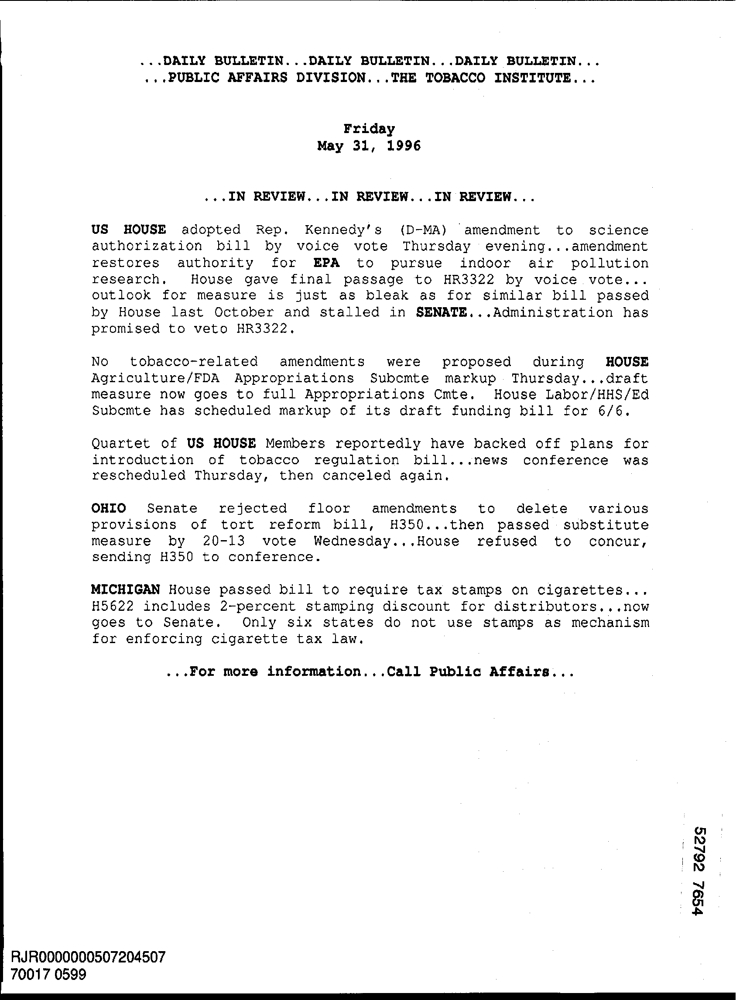 ...DAILY BULLETIN...DAILY BULLETIN...DAILY BULLETIN...
...PUBLIC AFFAIRS DIVISION...THE TOBACCO INSTITUTE...
Friday
May 31, 1996
...IN REVIEW...IN REVIEW...IN REVIEW...
US HOUSE adopted Rep. Kennedy's (D-MA) amendment to science
authorization bill by voice vote Thursday evening...amendment
restores authority for EPA to pursue indoor air pollution
research. House gave final passage to HR3322 by voice vote...
outlook for measure is just as bleak as for similar bill passed
by House last October and stalled in SENATE...Administration has
promised to veto HR3322.
No tobacco-related amendments were proposed during HOUSE
Agriculture/FDA Appropriations Subcmte markup Thursday...draft
measure now goes to full Appropriations Cmte. House Labor/HHS/Ed
Subcmte has scheduled markup of its draft funding bill for 6/6.
Quartet of US HOUSE Members reportedly have backed off plans for
introduction of tobacco regulation bill...news conference was
rescheduled Thursday, then canceled again.
OHIO Senate rejected floor amendments to delete various
provisions of tort reform bill, H350...then passed substitute
measure by 20-13 vote Wednesday...House refused to concur,
sending H350 to conference.
MICHIGAN House passed bill to require tax stamps on cigarettes...
H5622 includes 2-percent stamping discount for distributors...now
goes to Senate. Only six states do not use stamps as mechanism
for enforcing cigarette tax law.
...For more information...Call Public Affairs...
52792 7654
RJR0000000507204507
70017 0599